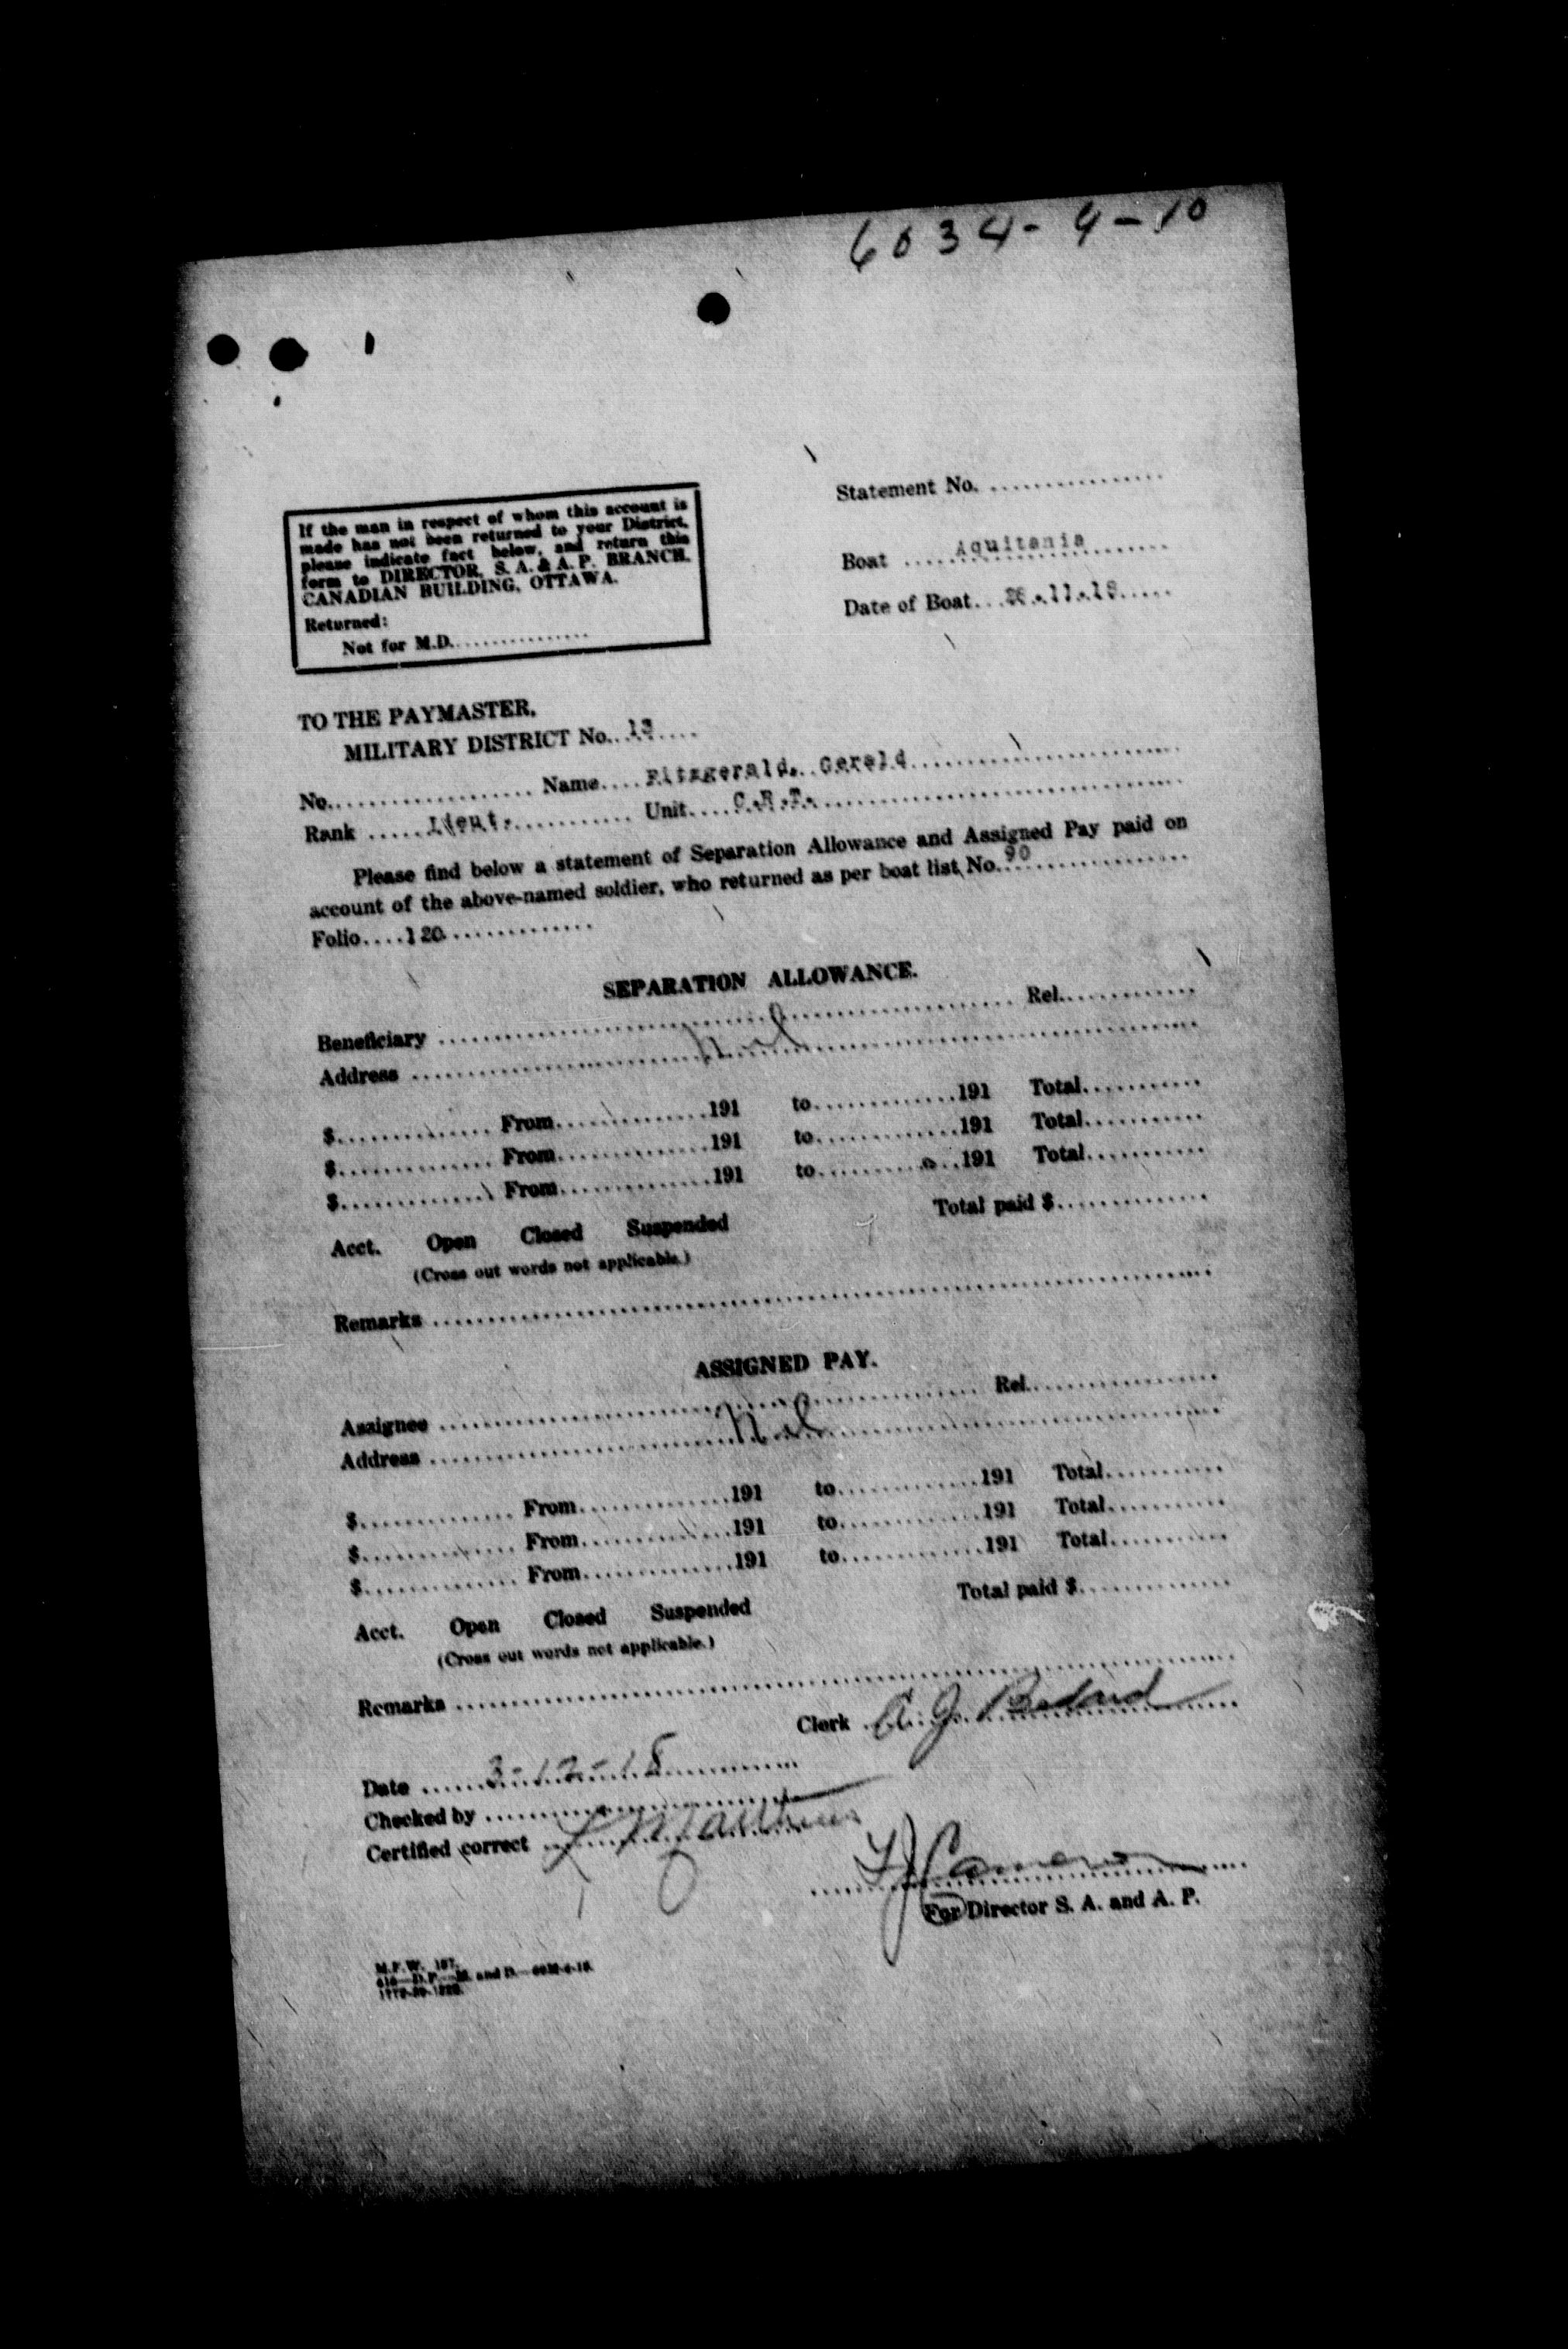 6034-9-10
Statement No. ................
If the man in respect of whom this account is
made has not been returned to your District,
please indicate fact below, and return this
form to DIRECTOR, S. A. & A. P. BRANCH,
CANADIAN BUILDING, OTTAWA.
Returned:
Not for M.D................
Boat ....Aquitania........
Date of Boat...11.18.....
TO THE PAYMASTER,
MILITARY DISTRICT No...13....
No.................... Name....Fitzgerald, Gerald........................
Rank .....Lieut............. Unit....C.R.T.................................
Please find below a statement of Separation Allowance and Assigned Pay paid on
account of the above-named soldier, who returned as per boat list No.90..............
Folio....120..............
SEPARATION ALLOWANCE.
Beneficiary ........................................ Rel.............
Address ..........Nil..............................
$.............. From..............191 to.............191 Total...........
$.............. From..............191 to.............191 Total...........
$.............. From..............191 to.............191 Total...........
Total paid $..............
Acct. Open Closed Suspended
(Cross out words not applicable.)
Remarks ................................................
ASSIGNED PAY.
Assignee ........................................ Rel.................
Address ..........Nil..............................
$.............. From..............191 to.............191 Total...........
$.............. From..............191 to.............191 Total...........
$.............. From..............191 to.............191 Total...........
Total paid $..............
Acct. Open Closed Suspended
(Cross out words not applicable.)
Remarks ................................................
Clerk A. J. Bedard
Date ......3-12-18..........
Checked by ................
Certified correct ...Matthews
Cameron
For Director S. A. and A. P.
M.F.W. 187.